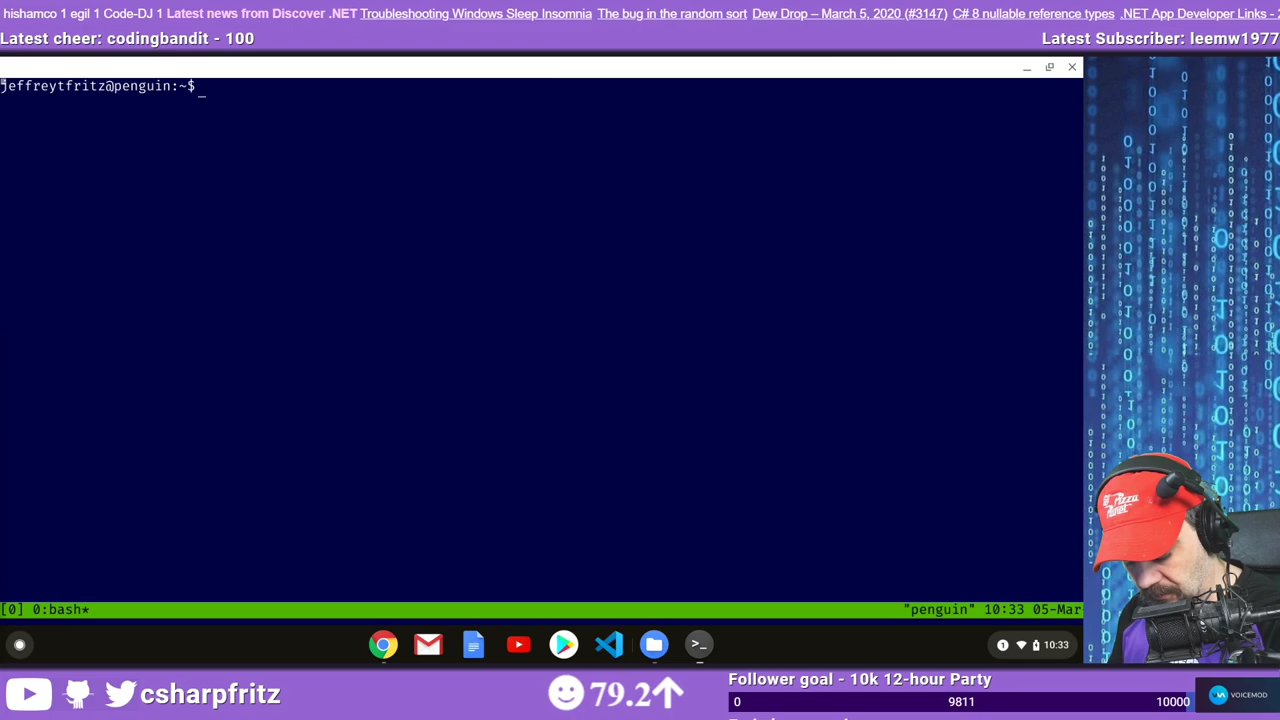 hishamco 1 egil 1 Code-DJ 1 Latest news from Discover .NET Troubleshooting Windows Sleep Insomnia The bug in the random sort Dew Drop – March 5, 2020 (#3147) C# 8 nullable reference types .NET App Developer Links -
Latest cheer: codingbandit - 100
Latest Subscriber: leemw1977
jeffreytfritz@penguin:~$
Pizza
Planet
[0] 0:bash*
"penguin" 10:33 05-Mar
>_
1
10:33
csharpfritz
79.2
Follower goal - 10k 12-hour Party
0
9811
10000
VOICEMOD